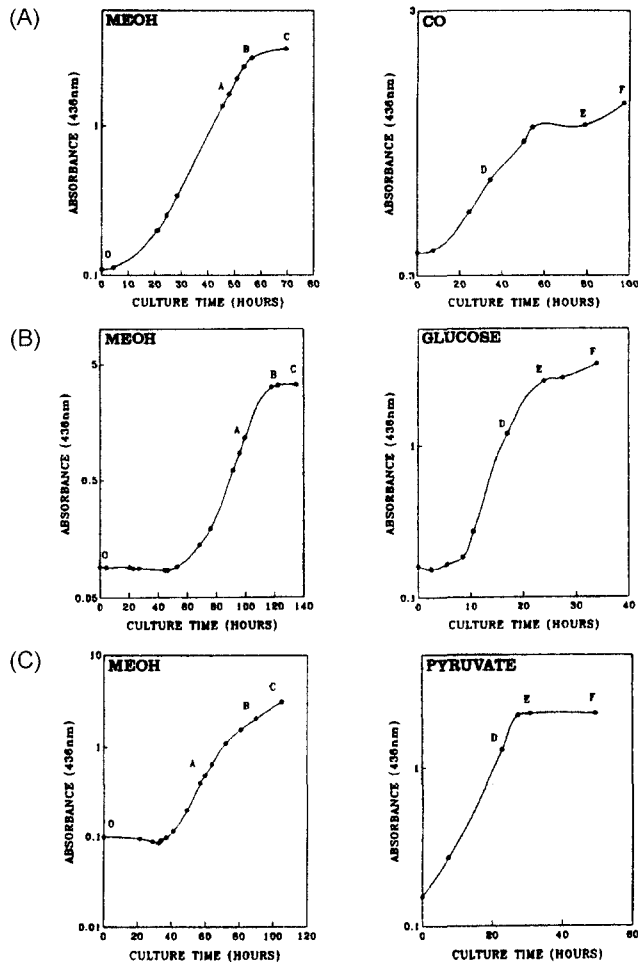 (A)
MEOH
ABSORBANCE (436nm)
1
0.1
O
A
B
C
0 10 20 30 40 50 60 70 80
CULTURE TIME (HOURS)
CO
ABSORBANCE (436nm)
3
D
E
F
0 20 40 60 80 100
CULTURE TIME (HOURS)
(B)
MEOH
ABSORBANCE (436nm)
5
0.5
0.05
O
A
B
C
0 20 40 60 80 100 120 140
CULTURE TIME (HOURS)
GLUCOSE
ABSORBANCE (436nm)
1
0.1
D
E
F
0 10 20 30 40
CULTURE TIME (HOURS)
(C)
MEOH
ABSORBANCE (436nm)
10
1
0.1
0.01
O
A
B
C
0 20 40 60 80 100 120
CULTURE TIME (HOURS)
PYRUVATE
ABSORBANCE (436nm)
1
0.1
D
E
F
0 20 40 60
CULTURE TIME (HOURS)